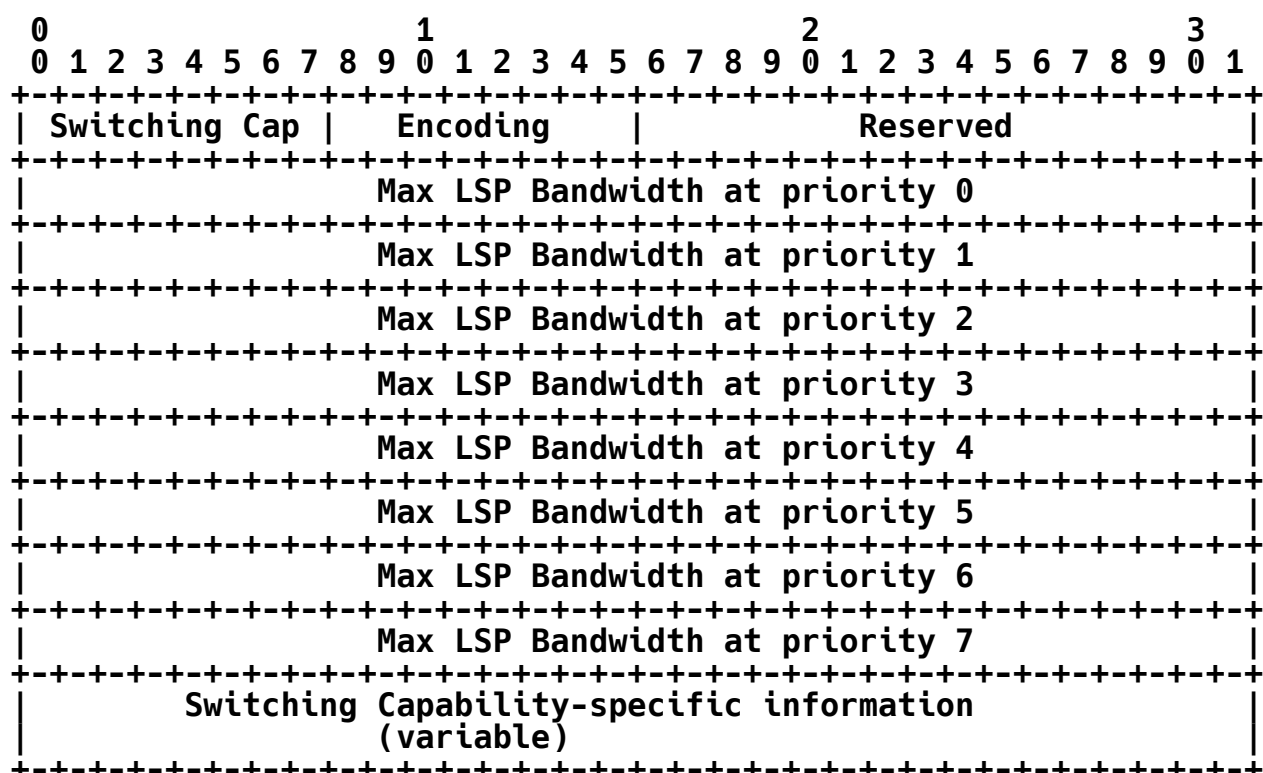 0                   1                   2                   3
 0 1 2 3 4 5 6 7 8 9 0 1 2 3 4 5 6 7 8 9 0 1 2 3 4 5 6 7 8 9 0 1
+-+-+-+-+-+-+-+-+-+-+-+-+-+-+-+-+-+-+-+-+-+-+-+-+-+-+-+-+-+-+-+-+
| Switching Cap |   Encoding    |           Reserved            |
+-+-+-+-+-+-+-+-+-+-+-+-+-+-+-+-+-+-+-+-+-+-+-+-+-+-+-+-+-+-+-+-+
|                  Max LSP Bandwidth at priority 0              |
+-+-+-+-+-+-+-+-+-+-+-+-+-+-+-+-+-+-+-+-+-+-+-+-+-+-+-+-+-+-+-+-+
|                  Max LSP Bandwidth at priority 1              |
+-+-+-+-+-+-+-+-+-+-+-+-+-+-+-+-+-+-+-+-+-+-+-+-+-+-+-+-+-+-+-+-+
|                  Max LSP Bandwidth at priority 2              |
+-+-+-+-+-+-+-+-+-+-+-+-+-+-+-+-+-+-+-+-+-+-+-+-+-+-+-+-+-+-+-+-+
|                  Max LSP Bandwidth at priority 3              |
+-+-+-+-+-+-+-+-+-+-+-+-+-+-+-+-+-+-+-+-+-+-+-+-+-+-+-+-+-+-+-+-+
|                  Max LSP Bandwidth at priority 4              |
+-+-+-+-+-+-+-+-+-+-+-+-+-+-+-+-+-+-+-+-+-+-+-+-+-+-+-+-+-+-+-+-+
|                  Max LSP Bandwidth at priority 5              |
+-+-+-+-+-+-+-+-+-+-+-+-+-+-+-+-+-+-+-+-+-+-+-+-+-+-+-+-+-+-+-+-+
|                  Max LSP Bandwidth at priority 6              |
+-+-+-+-+-+-+-+-+-+-+-+-+-+-+-+-+-+-+-+-+-+-+-+-+-+-+-+-+-+-+-+-+
|                  Max LSP Bandwidth at priority 7              |
+-+-+-+-+-+-+-+-+-+-+-+-+-+-+-+-+-+-+-+-+-+-+-+-+-+-+-+-+-+-+-+-+
|        Switching Capability-specific information              |
|                  (variable)                                   |
+-+-+-+-+-+-+-+-+-+-+-+-+-+-+-+-+-+-+-+-+-+-+-+-+-+-+-+-+-+-+-+-+